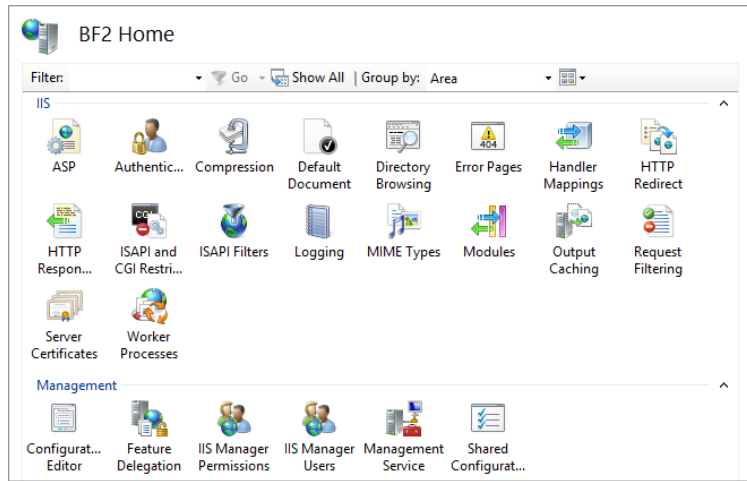 BF2 Home
Filter: Go Show All Group by: Area
IIS
ASP Authentic... Compression Default Document Directory Browsing Error Pages Handler Mappings HTTP Redirect
404
HTTP Respon... ISAPI and CGI Restri... ISAPI Filters Logging MIME Types Modules Output Caching Request Filtering
Server Certificates Worker Processes
Management
Configurat... Editor Feature Delegation IIS Manager Permissions IIS Manager Users Management Service Shared Configurat...